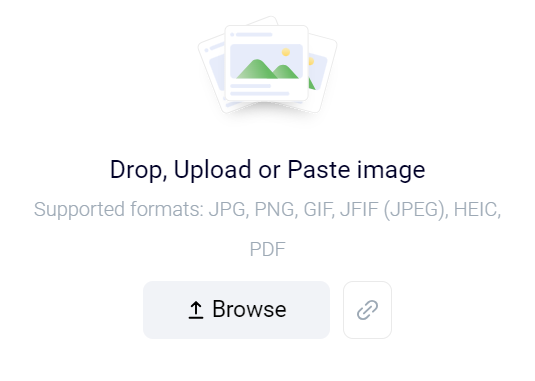 Drop, Upload or Paste image
Supported formats: JPG, PNG, GIF, JFIF (JPEG), HEIC,
PDF
Browse